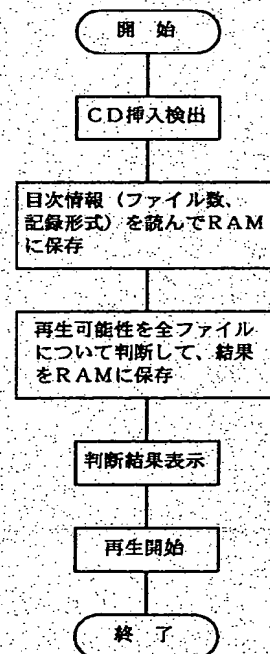 開 始
ＣＤ挿入検出
目次情報（ファイル数、
記録形式）を読んでＲＡＭ
に保存
再生可能性を全ファイル
について判断して、結果
をＲＡＭに保存
判断結果表示
再生開始
終 了